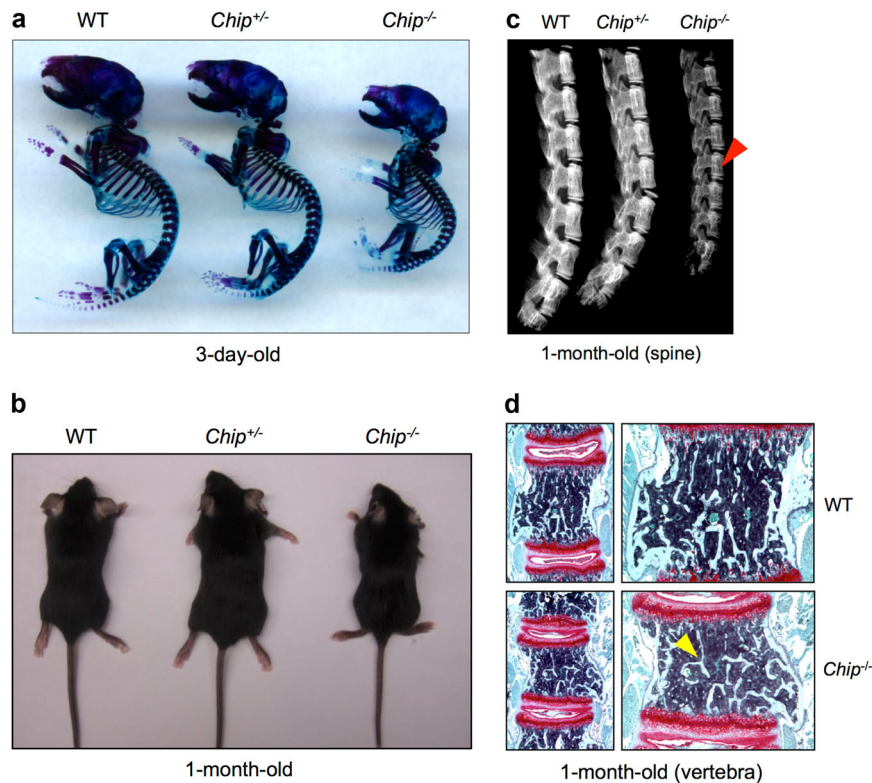 a
WT Chip+/- Chip-/-
3-day-old
b
WT Chip+/- Chip-/-
1-month-old
c
WT Chip+/- Chip-/-
1-month-old (spine)
d
WT
Chip-/-
1-month-old (vertebra)